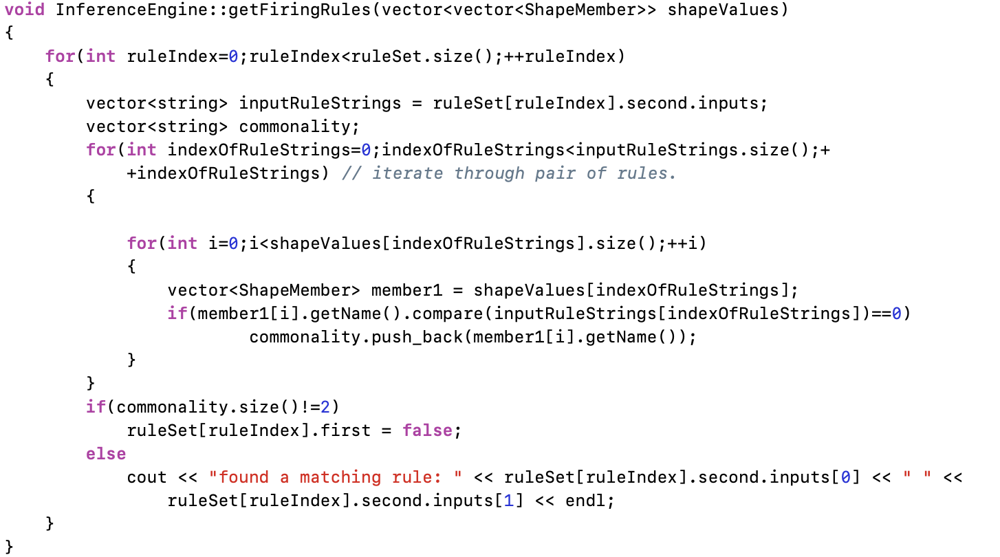 void InferenceEngine::getFiringRules(vector<vector<ShapeMember>> shapeValues)
{
    for(int ruleIndex=0;ruleIndex<ruleSet.size();++ruleIndex)
    {
        vector<string> inputRuleStrings = ruleSet[ruleIndex].second.inputs;
        vector<string> commonality;
        for(int indexOfRuleStrings=0;indexOfRuleStrings<inputRuleStrings.size();+
            +indexOfRuleStrings) // iterate through pair of rules.
        {
            for(int i=0;i<shapeValues[indexOfRuleStrings].size();++i)
            {
                vector<ShapeMember> member1 = shapeValues[indexOfRuleStrings];
                if(member1[i].getName().compare(inputRuleStrings[indexOfRuleStrings])==0)
                        commonality.push_back(member1[i].getName());
            }
        }
        if(commonality.size()!=2)
            ruleSet[ruleIndex].first = false;
        else
            cout << "found a matching rule: " << ruleSet[ruleIndex].second.inputs[0] << " " <<
                ruleSet[ruleIndex].second.inputs[1] << endl;
    }
}